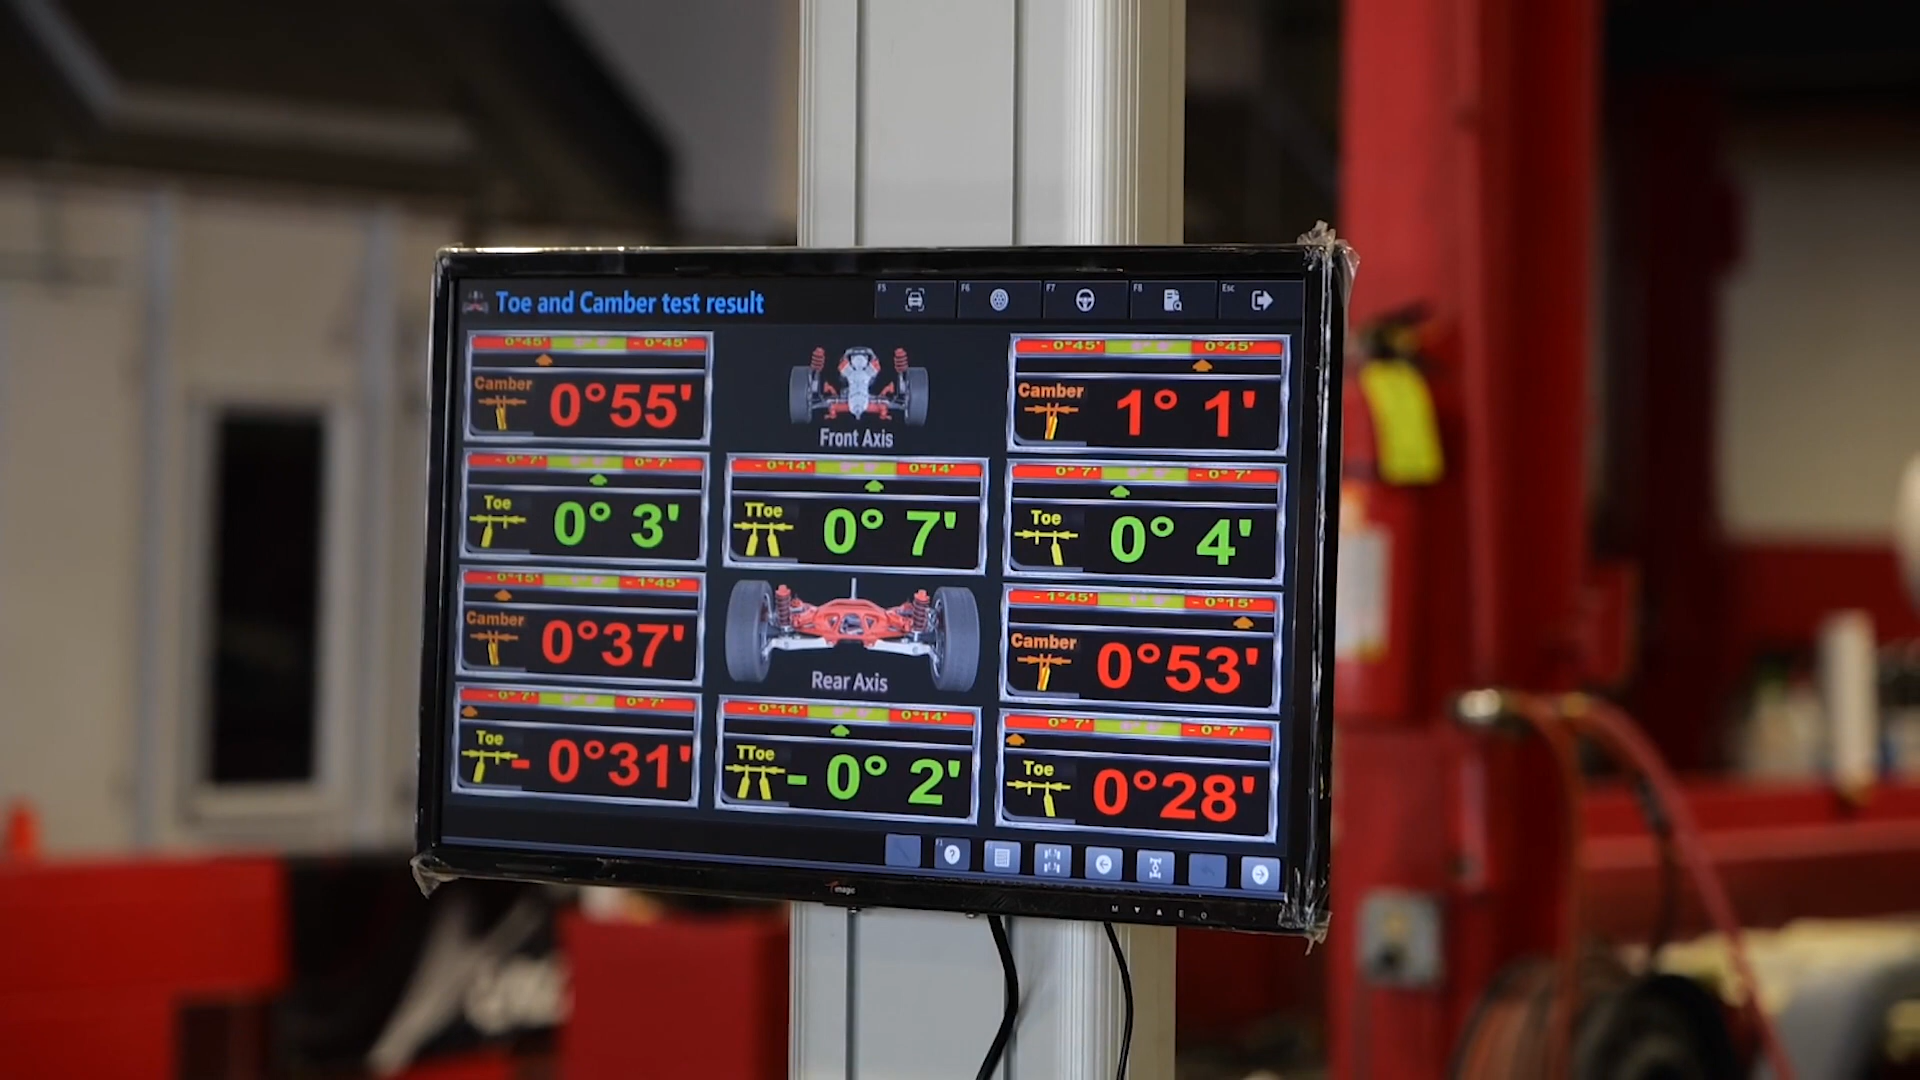 Toe and Camber test result
F5
F6
F7
F8
Esc
0°45' - 0°45'
Camber
0°55'
Front Axis
- 0°45' 0°45'
Camber
1° 1'
- 0° 7' 0° 7'
Toe
0° 3'
- 0°14' 0°14'
TToe
0° 7'
0° 7' - 0° 7'
Toe
0° 4'
- 0°15' - 1°45'
Camber
0°37'
Rear Axis
- 1°45' - 0°15'
Camber
0°53'
- 0° 7' 0° 7'
Toe
- 0°31'
- 0°14' 0°14'
TToe
- 0° 2'
0° 7' - 0° 7'
Toe
0°28'
F1
?
magic
M
E